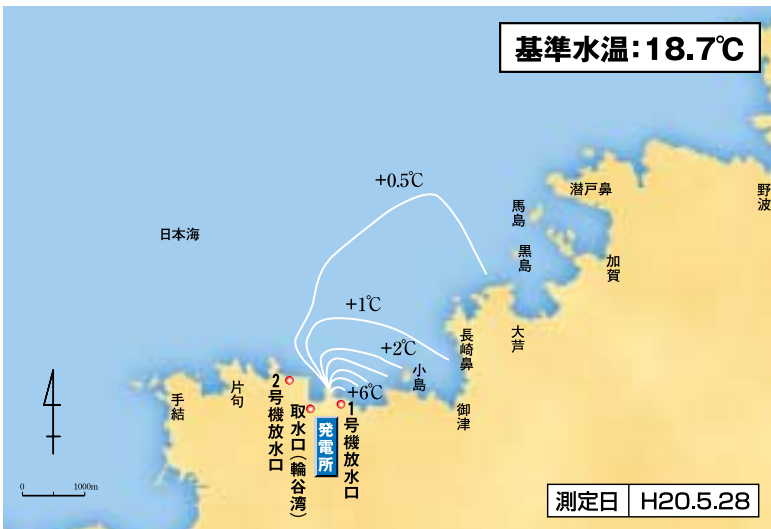 基準水温:18.7℃
+0.5℃
潜戸鼻
野波
馬島
日本海
黒島
加賀
+1℃
長崎鼻
大芦
+2℃
小島
2号機放水口
片句
手結
+6℃
御津
取水口(輪谷湾)
発電所
1号機放水口
0 1000m
測定日 H20.5.28